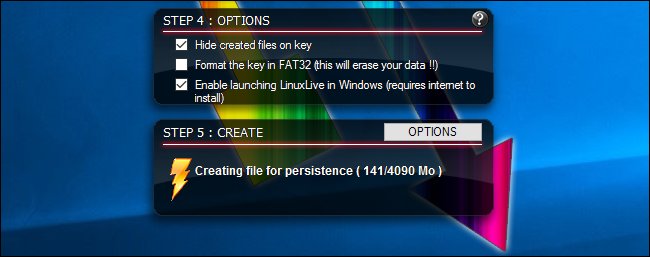 STEP 4 : OPTIONS
?
Hide created files on key
Format the key in FAT32 (this will erase your data !!)
Enable launching LinuxLive in Windows (requires internet to
install)
STEP 5 : CREATE
OPTIONS
Creating file for persistence ( 141/4090 Mo )